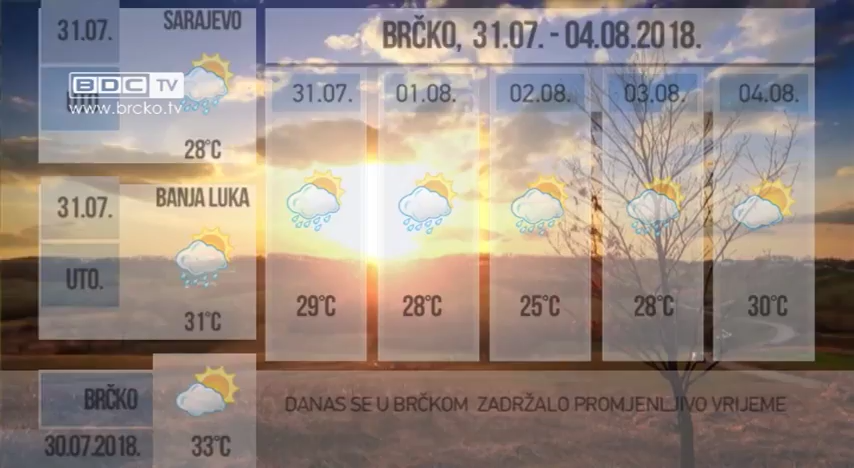 31.07.
SARAJEVO
BDC TV
UTO.
www.brcko.tv
28°C
31.07.
BANJA LUKA
UTO.
31°C
BRČKO
30.07.2018.
33°C
BRČKO, 31.07. - 04.08.2018.
31.07. 01.08. 02.08. 03.08. 04.08.
29°C 28°C 25°C 28°C 30°C
DANAS SE U BRČKOM ZADRŽALO PROMJENLJIVO VRIJEME